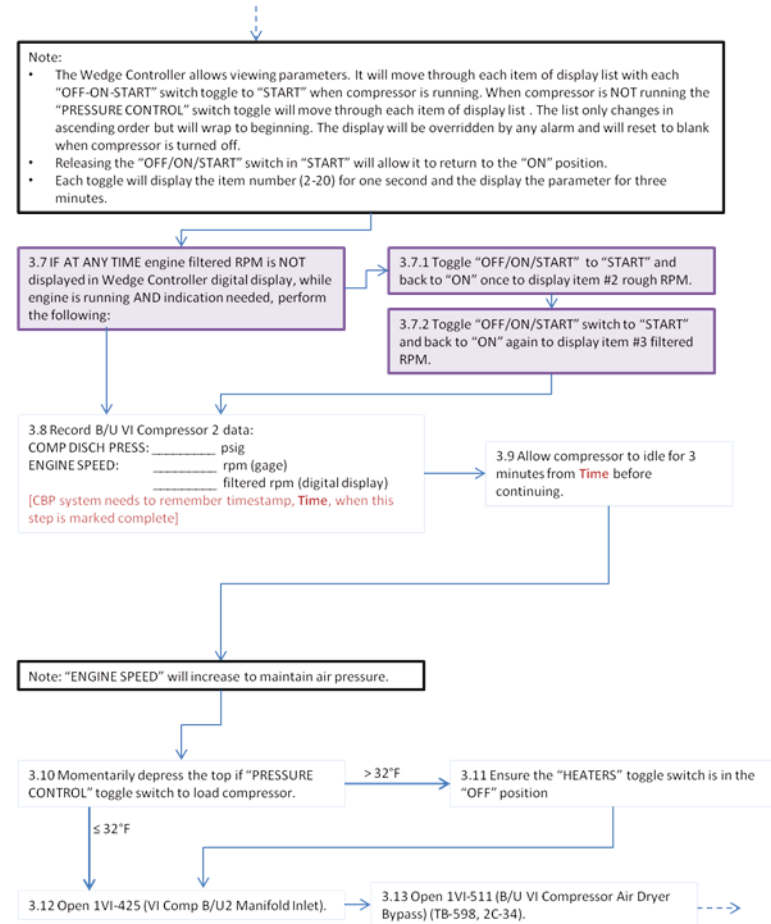 Note:
• The Wedge Controller allows viewing parameters. It will move through each item of display list with each
“OFF-ON-START” switch toggle to “START” when compressor is running. When compressor is NOT running the
“PRESSURE CONTROL” switch toggle will move through each item of display list . The list only changes in
ascending order but will wrap to beginning. The display will be overridden by any alarm and will reset to blank
when compressor is turned off.
• Releasing the “OFF/ON/START” switch in “START” will allow it to return to the “ON” position.
• Each toggle will display the item number (2-20) for one second and the display the parameter for three
minutes.
3.7 IF AT ANY TIME engine filtered RPM is NOT
displayed in Wedge Controller digital display, while
engine is running AND indication needed, perform
the following:
3.7.1 Toggle “OFF/ON/START” to “START” and
back to “ON” once to display item #2 rough RPM.
3.7.2 Toggle “OFF/ON/START” switch to “START”
and back to “ON” again to display item #3 filtered
RPM.
3.8 Record B/U VI Compressor 2 data:
COMP DISCH PRESS: _________ psig
ENGINE SPEED: _________ rpm (gage)
_________ filtered rpm (digital display)
[CBP system needs to remember timestamp, Time, when this
step is marked complete]
3.9 Allow compressor to idle for 3
minutes from Time before
continuing.
Note: “ENGINE SPEED” will increase to maintain air pressure.
3.10 Momentarily depress the top if “PRESSURE
CONTROL” toggle switch to load compressor.
> 32°F
3.11 Ensure the “HEATERS” toggle switch is in the
“OFF” position
≤ 32°F
3.12 Open 1VI-425 (VI Comp B/U2 Manifold Inlet).
3.13 Open 1VI-511 (B/U VI Compressor Air Dryer
Bypass) (TB-598, 2C-34).